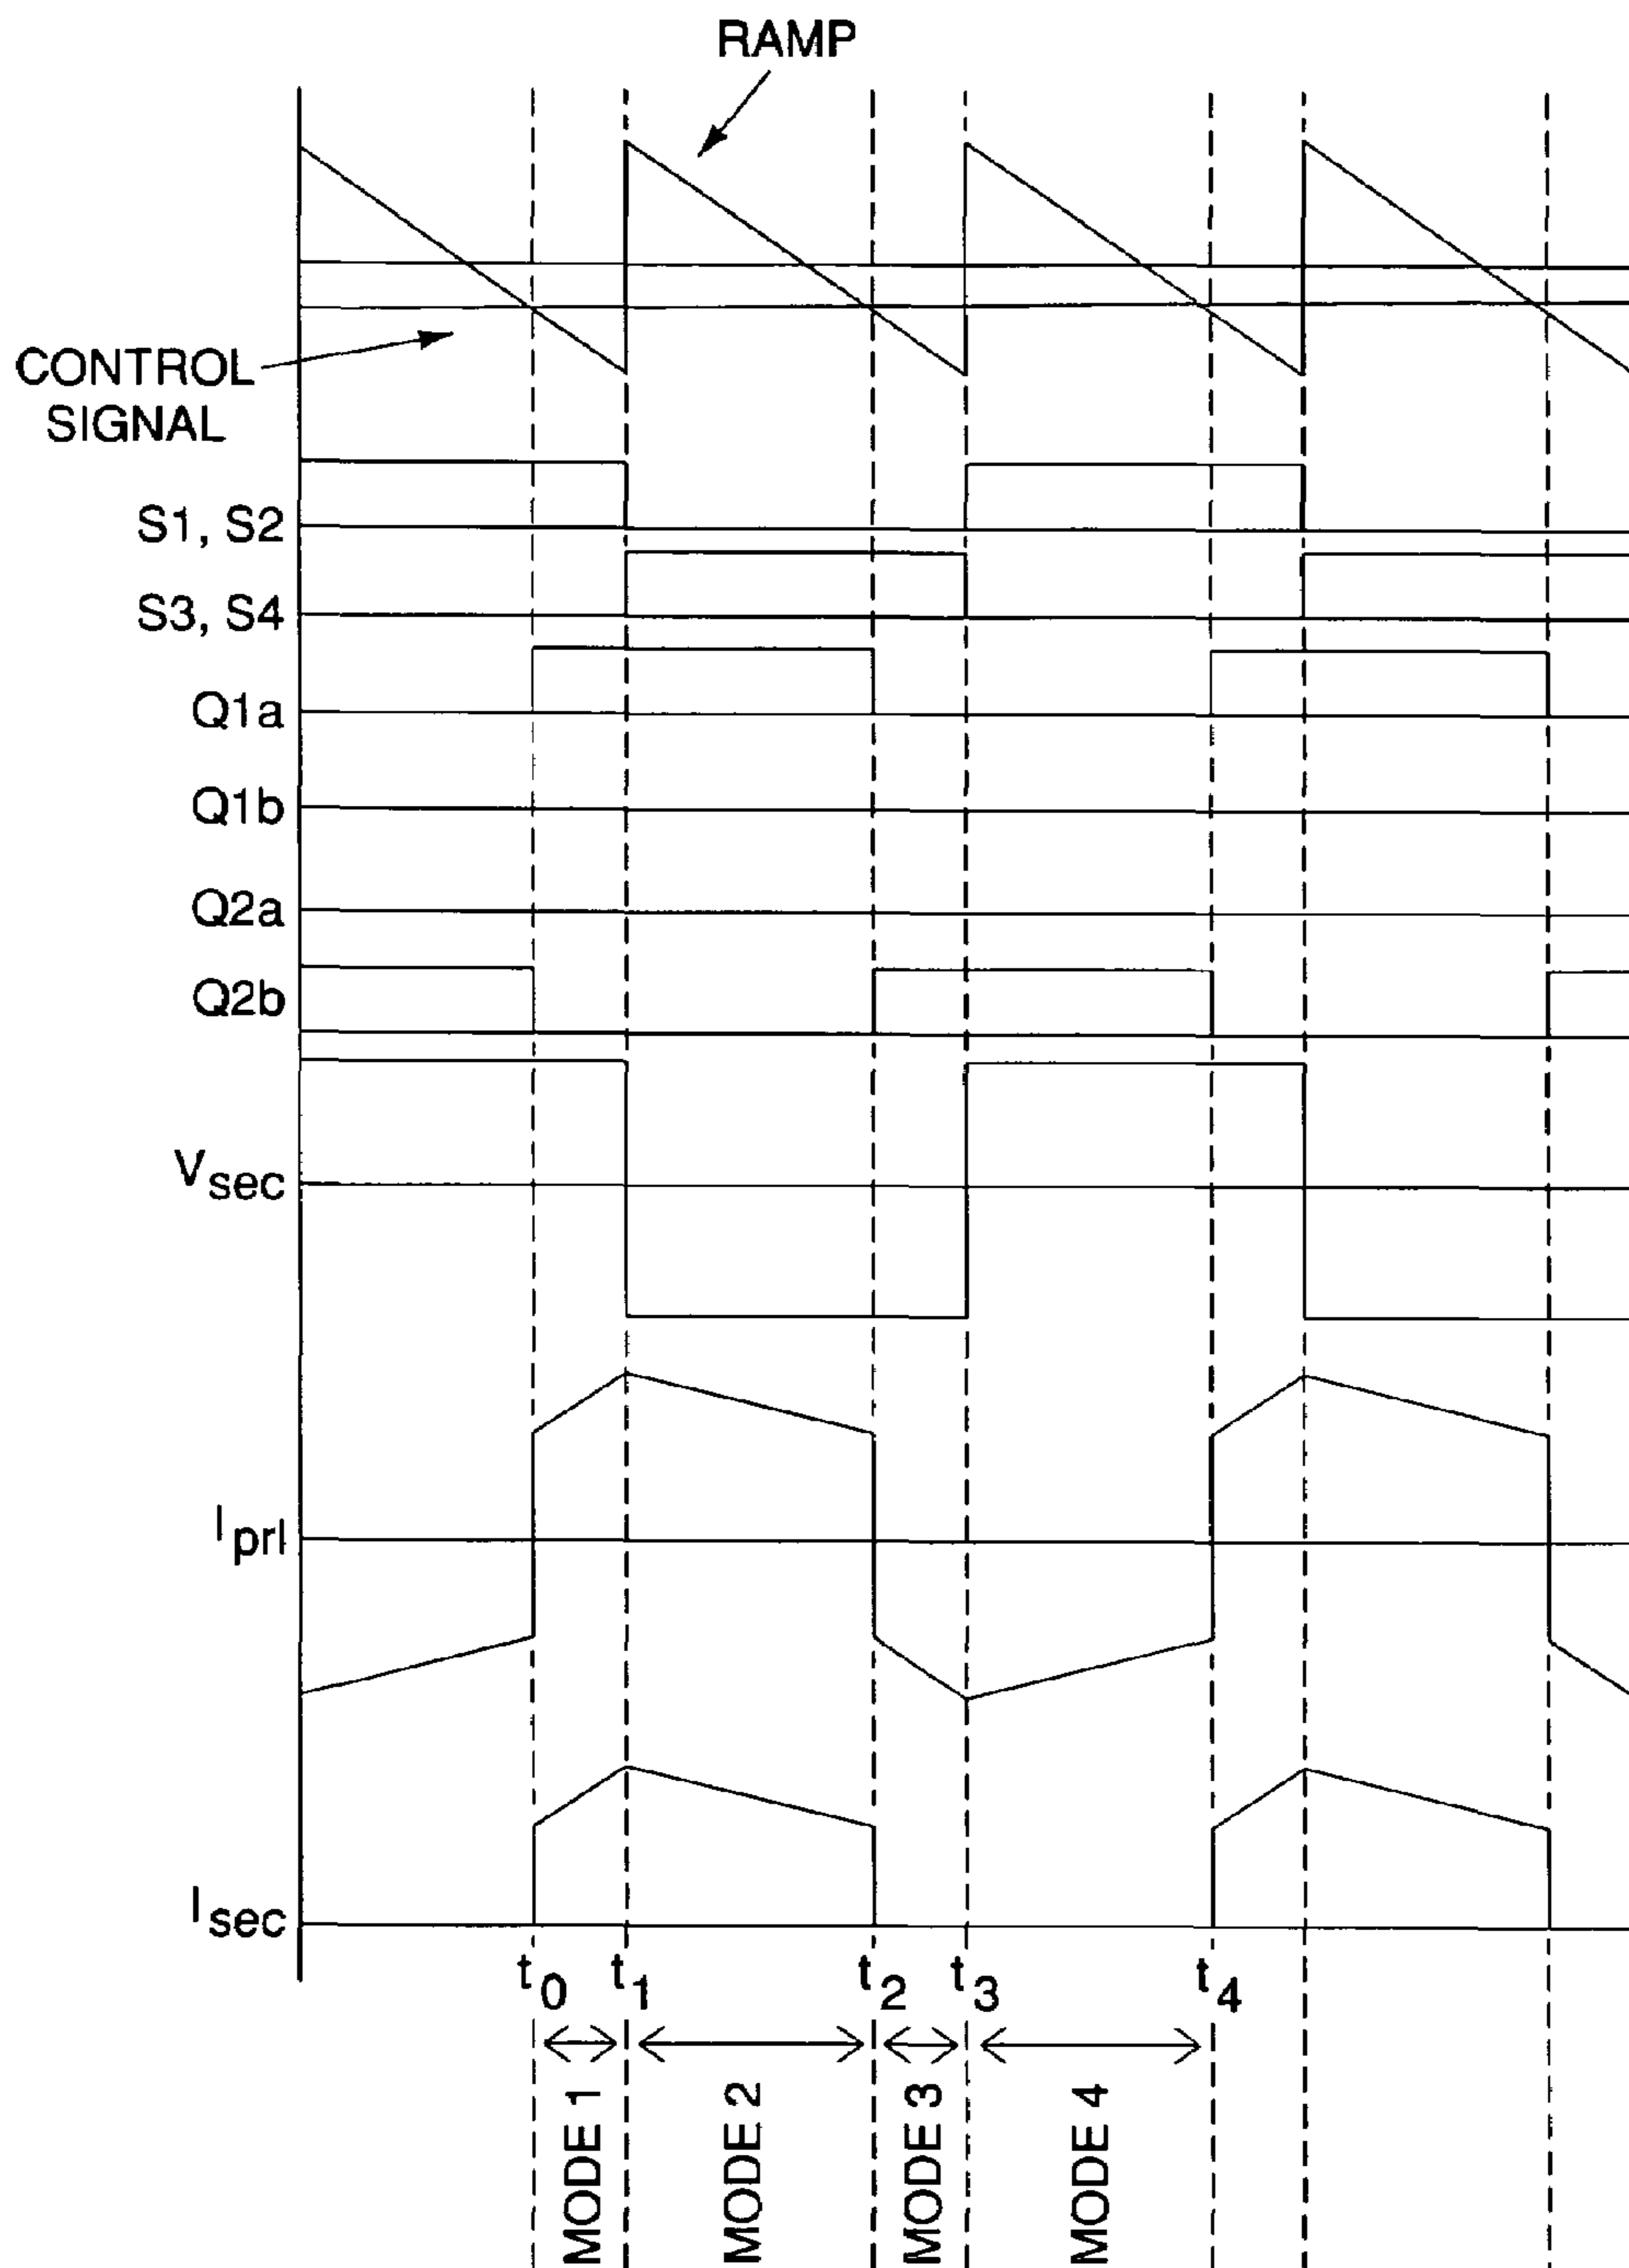 RAMP
CONTROL
SIGNAL
S1, S2
S3, S4
Q1a
Q1b
Q2a
Q2b
Vsec
IprI
Isec
t0 t1 t2 t3 t4
MODE 1
MODE 2
MODE 3
MODE 4